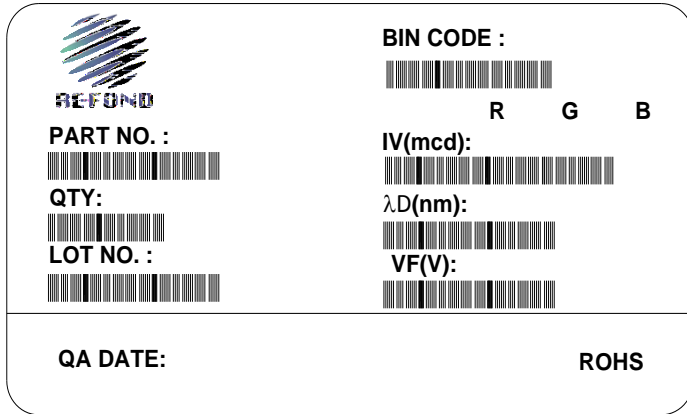 REFOND
PART NO. :
QTY:
LOT NO. :
BIN CODE :
R G B
IV(mcd):
λD(nm):
VF(V):
QA DATE:
ROHS